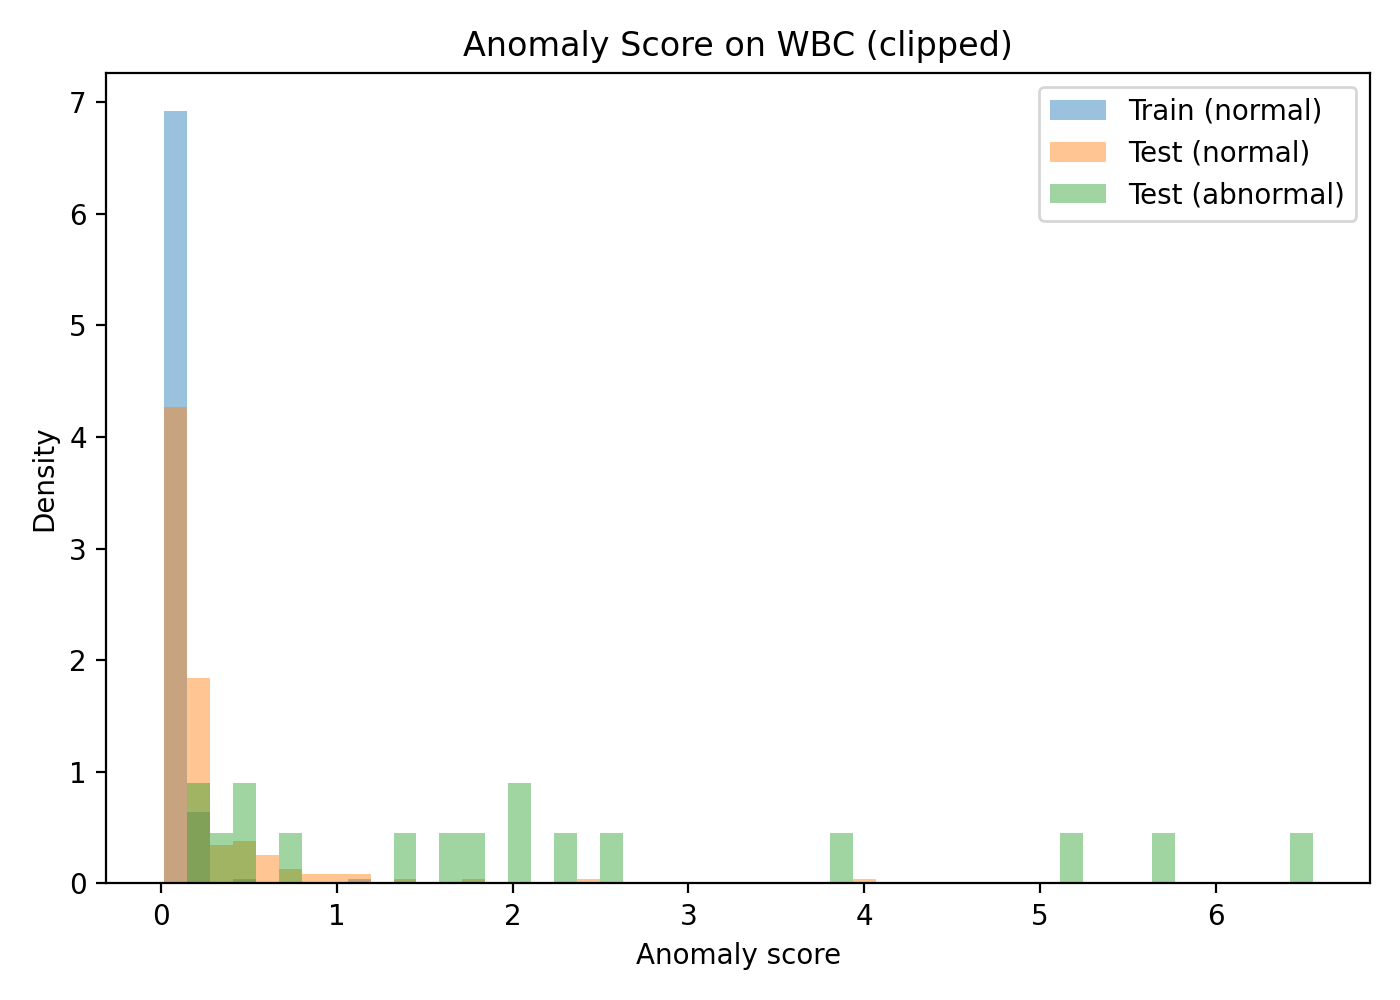 Anomaly Score on WBC (clipped)
Train (normal)
Test (normal)
Test (abnormal)
Density
7
6
5
4
3
2
1
0
0 1 2 3 4 5 6
Anomaly score